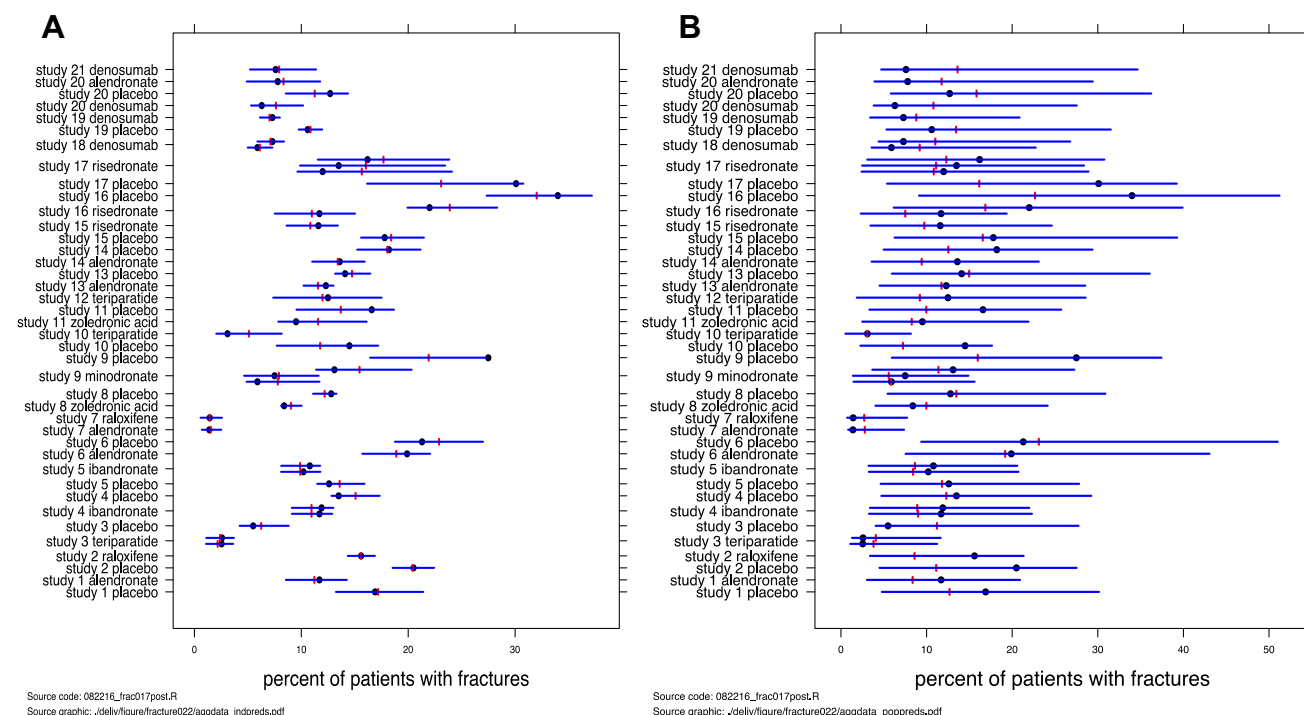 A
study 21 denosumab
study 20 alendronate
study 20 placebo
study 20 denosumab
study 19 denosumab
study 19 placebo
study 18 denosumab
study 17 risedronate
study 17 placebo
study 16 placebo
study 16 risedronate
study 15 risedronate
study 15 placebo
study 14 placebo
study 14 alendronate
study 13 placebo
study 13 alendronate
study 12 teriparatide
study 11 placebo
study 11 zoledronic acid
study 10 teriparatide
study 10 placebo
study 9 placebo
study 9 minodronate
study 8 placebo
study 8 zoledronic acid
study 7 raloxifene
study 7 alendronate
study 6 placebo
study 6 alendronate
study 5 ibandronate
study 5 placebo
study 4 placebo
study 4 ibandronate
study 3 placebo
study 3 teriparatide
study 2 raloxifene
study 2 placebo
study 1 alendronate
study 1 placebo
0 10 20 30
percent of patients with fractures
Source code: 082216_frac017post.R
Source graphic: ./deliv/figure/fracture022/aggdata_indpreds.pdf
B
study 21 denosumab
study 20 alendronate
study 20 placebo
study 20 denosumab
study 19 denosumab
study 19 placebo
study 18 denosumab
study 17 risedronate
study 17 placebo
study 16 placebo
study 16 risedronate
study 15 risedronate
study 15 placebo
study 14 placebo
study 14 alendronate
study 13 placebo
study 13 alendronate
study 12 teriparatide
study 11 placebo
study 11 zoledronic acid
study 10 teriparatide
study 10 placebo
study 9 placebo
study 9 minodronate
study 8 placebo
study 8 zoledronic acid
study 7 raloxifene
study 7 alendronate
study 6 placebo
study 6 alendronate
study 5 ibandronate
study 5 placebo
study 4 placebo
study 4 ibandronate
study 3 placebo
study 3 teriparatide
study 2 raloxifene
study 2 placebo
study 1 alendronate
study 1 placebo
0 10 20 30 40 50
percent of patients with fractures
Source code: 082216_frac017post.R
Source graphic: ./deliv/figure/fracture022/aggdata_poppreds.pdf